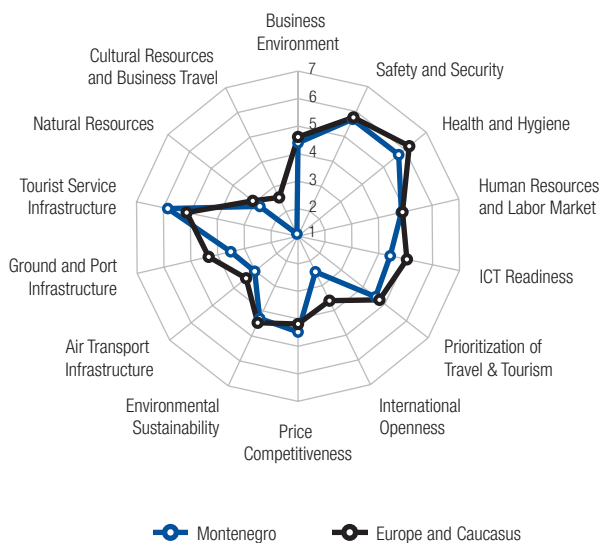 Business
Environment
Cultural Resources
and Business Travel
Safety and Security
Natural Resources
Health and Hygiene
Tourist Service
Infrastructure
Human Resources
and Labor Market
Ground and Port
Infrastructure
ICT Readiness
Air Transport
Infrastructure
Prioritization of
Travel & Tourism
Environmental
Sustainability
International
Openness
Price
Competitiveness
7
6
5
4
3
2
1
Montenegro
Europe and Caucasus